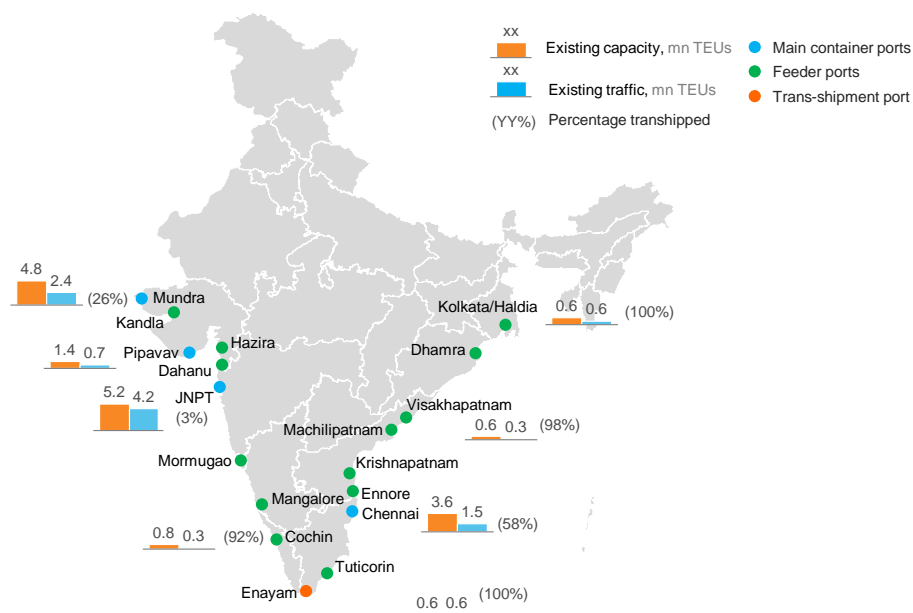 xx
Existing capacity, mn TEUs
Main container ports
xx
Feeder ports
Existing traffic, mn TEUs
Trans-shipment port
(YY%) Percentage transhipped
4.8 2.4 (26%)
Mundra
Kandla
Kolkata/Haldia
0.6 0.6 (100%)
Pipavav
Hazira
Dhamra
1.4 0.7
Dahanu
JNPT
5.2 4.2 (3%)
Visakhapatnam
0.6 0.3 (98%)
Machilipatnam
Mormugao
Krishnapatnam
Mangalore
Ennore
Chennai
3.6 1.5 (58%)
0.8 0.3 (92%)
Cochin
Tuticorin
Enayam
0.6 0.6 (100%)